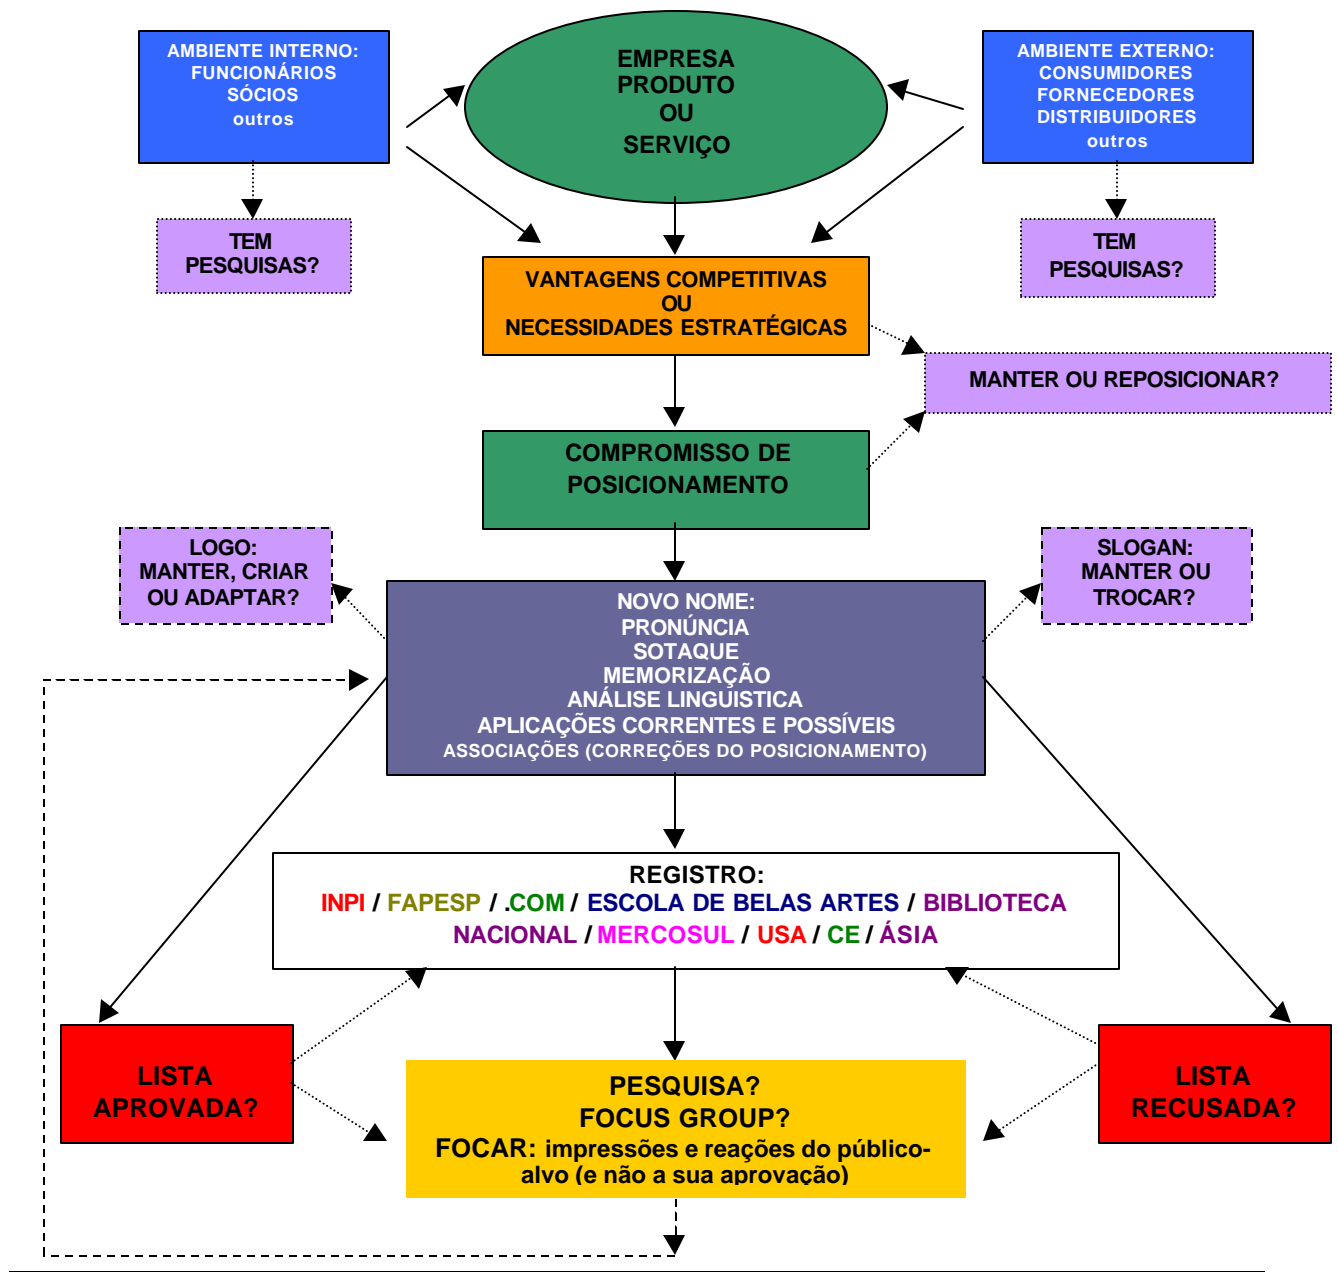 AMBIENTE INTERNO:
FUNCIONÁRIOS
SÓCIOS
outros
EMPRESA
PRODUTO
OU
SERVIÇO
AMBIENTE EXTERNO:
CONSUMIDORES
FORNECEDORES
DISTRIBUIDORES
outros
TEM
PESQUISAS?
TEM
PESQUISAS?
VANTAGENS COMPETITIVAS
OU
NECESSIDADES ESTRATÉGICAS
MANTER OU REPOSICIONAR?
COMPROMISSO DE
POSICIONAMENTO
LOGO:
MANTER, CRIAR
OU ADAPTAR?
SLOGAN:
MANTER OU
TROCAR?
NOVO NOME:
PRONÚNCIA
SOTAQUE
MEMORIZAÇÃO
ANÁLISE LINGUISTICA
APLICAÇÕES CORRENTES E POSSÍVEIS
ASSOCIAÇÕES (CORREÇÕES DO POSICIONAMENTO)
REGISTRO:
INPI / FAPESP / .COM / ESCOLA DE BELAS ARTES / BIBLIOTECA
NACIONAL / MERCOSUL / USA / CE / ÁSIA
LISTA
APROVADA?
PESQUISA?
FOCUS GROUP?
FOCAR: impressões e reações do público-
alvo (e não a sua aprovação)
LISTA
RECUSADA?